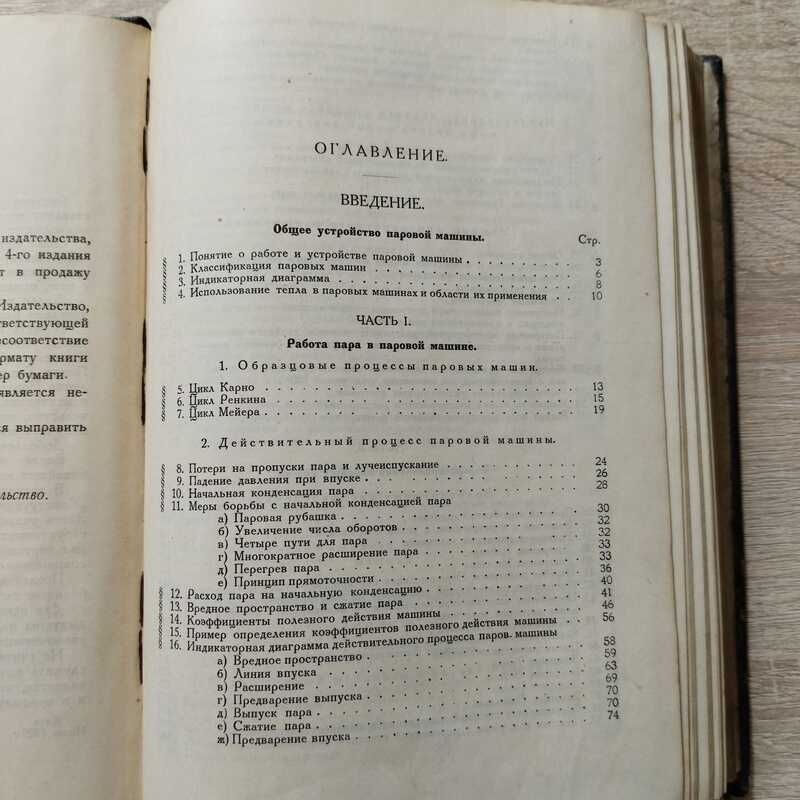 издательства,
4-го издания
т в продажу
Издательство,
тветствующей
есоответствие
рмату книги
ер бумаги.
является не-
ся выправить
льство.
ОГЛАВЛЕНИЕ.
ВВЕДЕНИЕ.
Общее устройство паровой машины.
Стр.
§ 1. Понятие о работе и устройстве паровой машины . . . . . . . . 3
§ 2. Классификация паровых машин . . . . . . . . . . . . . . . 6
§ 3. Индикаторная диаграмма . . . . . . . . . . . . . . . . . . 8
§ 4. Использование тепла в паровых машинах и области их применения . . 10
ЧАСТЬ I.
Работа пара в паровой машине.
1. Образцовые процессы паровых машин.
§ 5. Цикл Карно . . . . . . . . . . . . . . . . . . . . . . 13
§ 6. Цикл Ренкина . . . . . . . . . . . . . . . . . . . . . 15
§ 7. Цикл Мейера . . . . . . . . . . . . . . . . . . . . . . 19
2. Действительный процесс паровой машины.
§ 8. Потери на пропуски пара и лучеиспускание . . . . . . . . . . 24
§ 9. Падение давления при впуске . . . . . . . . . . . . . . . 26
§ 10. Начальная конденсация пара . . . . . . . . . . . . . . . 28
§ 11. Меры борьбы с начальной конденсацией пара
а) Паровая рубашка . . . . . . . . . . . . . . . . . . 30
б) Увеличение числа оборотов . . . . . . . . . . . . . . 32
в) Четыре пути для пара . . . . . . . . . . . . . . . . 32
г) Многократное расширение пара . . . . . . . . . . . . 33
д) Перегрев пара . . . . . . . . . . . . . . . . . . . 33
е) Принцип прямоточности . . . . . . . . . . . . . . . 36
§ 12. Расход пара на начальную конденсацию . . . . . . . . . . . 40
§ 13. Вредное пространство и сжатие пара . . . . . . . . . . . . 41
§ 14. Коэффициенты полезного действия машины . . . . . . . . . . 46
§ 15. Пример определения коэффициентов полезного действия машины . . 56
§ 16. Индикаторная диаграмма действительного процесса паров. машины
а) Вредное пространство . . . . . . . . . . . . . . . . 58
б) Линия впуска . . . . . . . . . . . . . . . . . . . 59
в) Расширение . . . . . . . . . . . . . . . . . . . . 63
г) Предварение выпуска . . . . . . . . . . . . . . . . 69
д) Выпуск пара . . . . . . . . . . . . . . . . . . . . 70
е) Сжатие пара . . . . . . . . . . . . . . . . . . . . 70
ж) Предварение впуска . . . . . . . . . . . . . . . . . 74